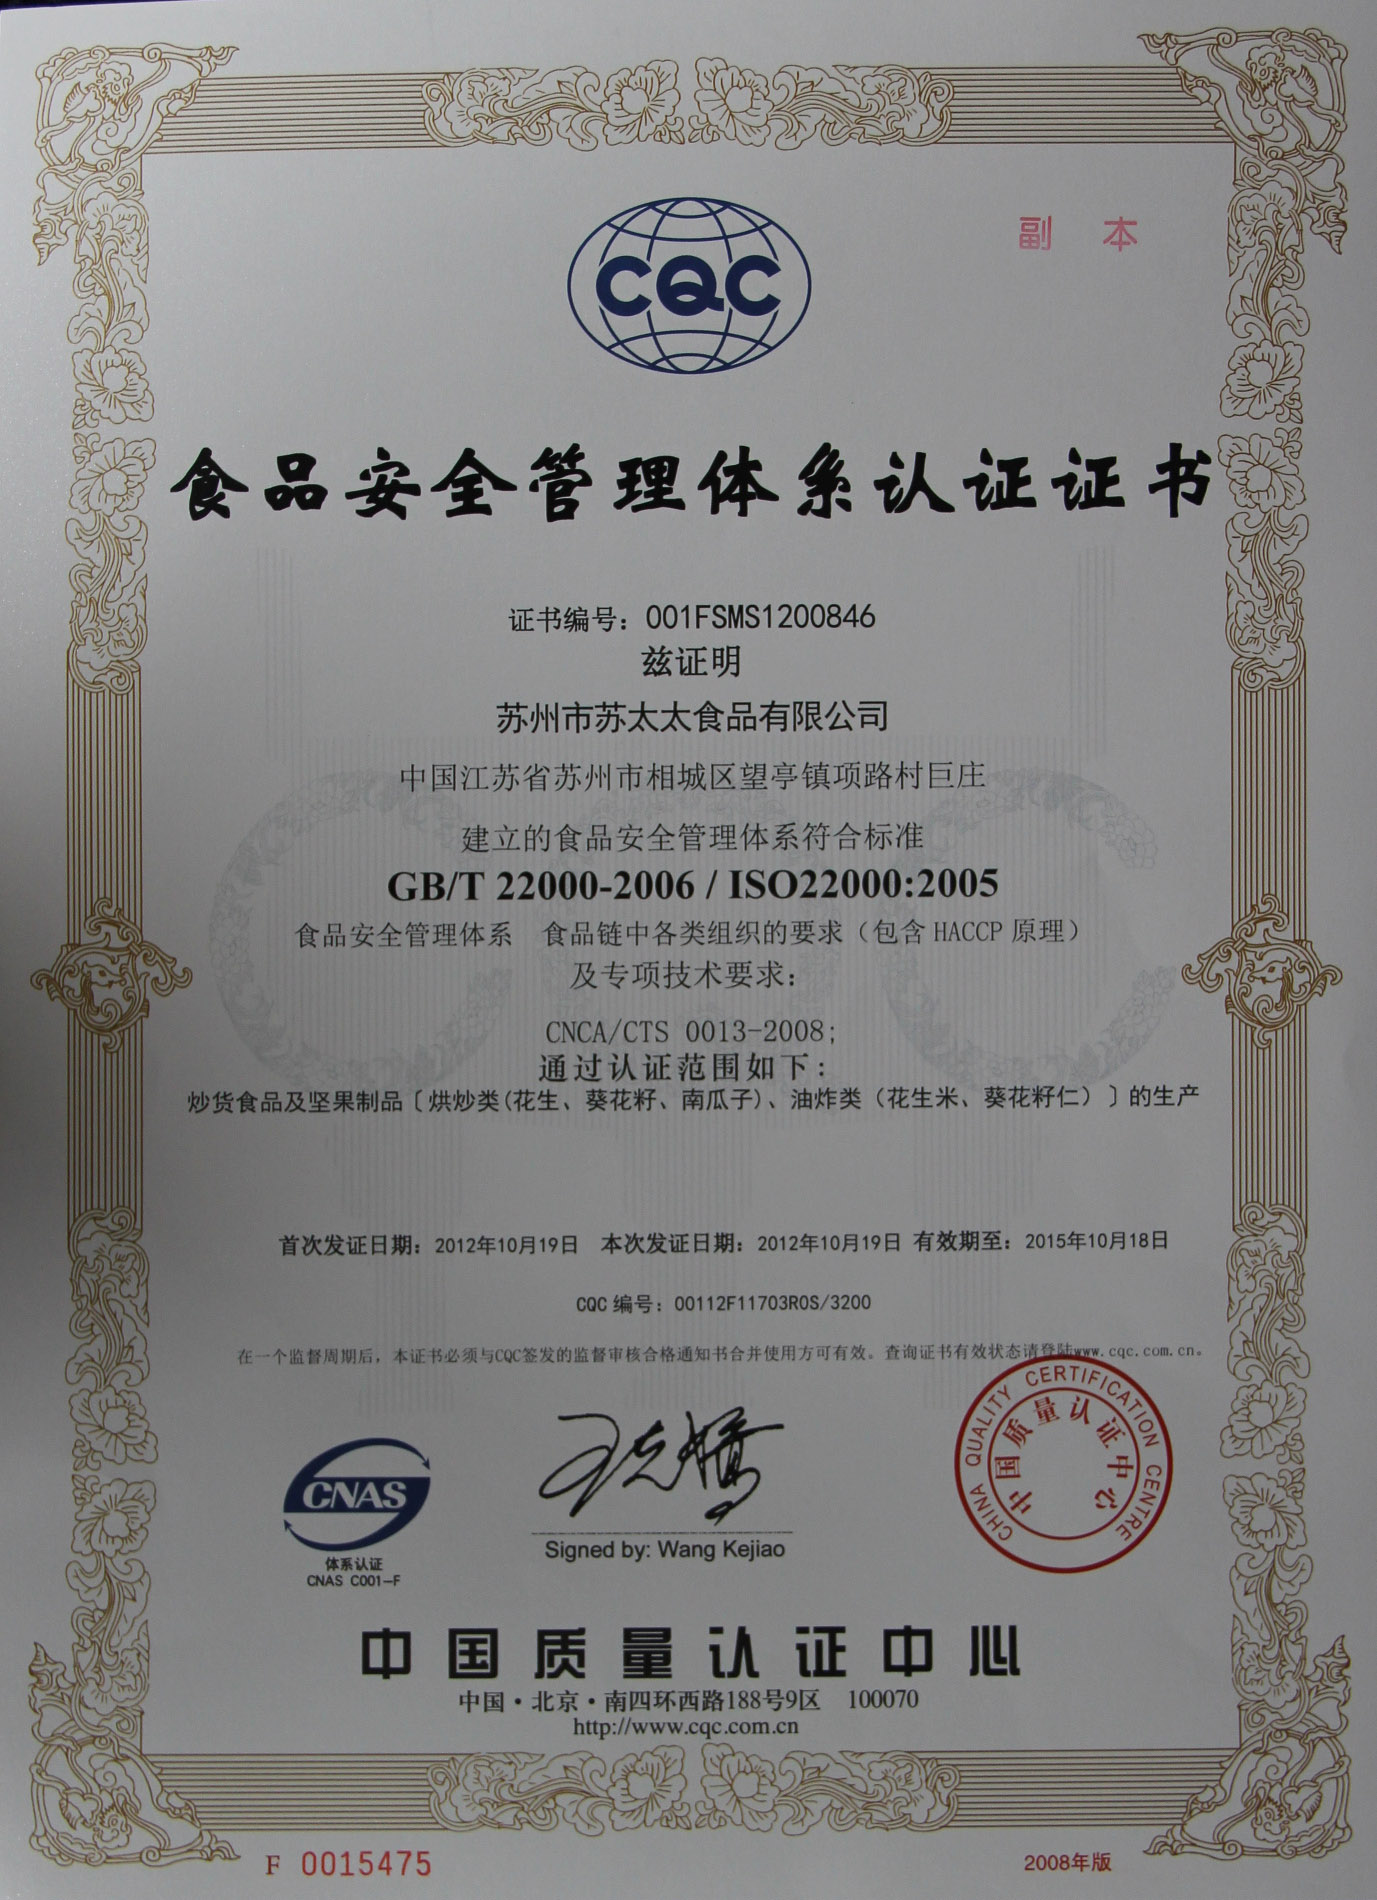 副 本
CQC
食品安全管理体系认证证书
证书编号：001FSMS1200846
兹证明
苏州市苏太太食品有限公司
中国江苏省苏州市相城区望亭镇项路村巨庄
建立的食品安全管理体系符合标准
GB/T 22000-2006 / ISO22000:2005
食品安全管理体系 食品链中各类组织的要求（包含 HACCP 原理）
及专项技术要求：
CNCA/CTS 0013-2008;
通过认证范围如下：
炒货食品及坚果制品〔烘炒类(花生、葵花籽、南瓜子)、油炸类（花生米、葵花籽仁）〕的生产
首次发证日期：2012年10月19日 本次发证日期：2012年10月19日 有效期至：2015年10月18日
CQC 编号：00112F11703R0S/3200
在一个监督周期后，本证书必须与CQC签发的监督审核合格通知书合并使用方可有效。查询证书有效状态请登陆www.cqc.com.cn。
CHINA QUALITY CERTIFICATION CENTRE
中国质量认证中心
CNAS
体系认证
CNAS C001-F
王克娇
Signed by: Wang Kejiao
中国质量认证中心
中国·北京·南四环西路188号9区 100070
http://www.cqc.com.cn
F 0015475
2008年版